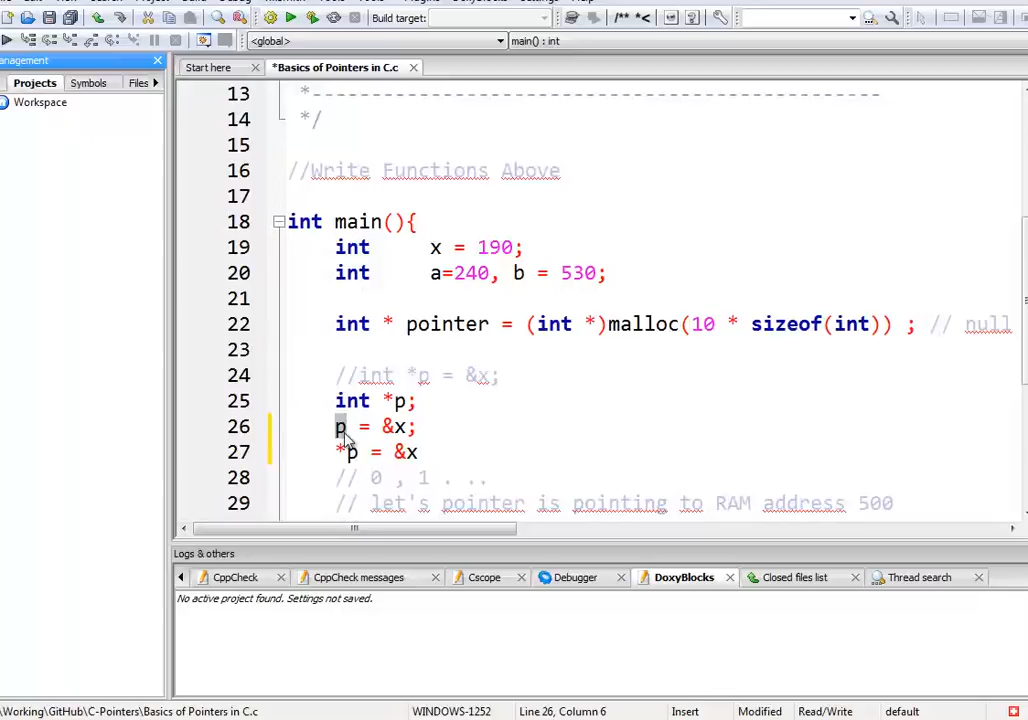 Build target:
<global>
main() : int
anagement
Start here
*Basics of Pointers in C.c
Projects
Symbols
Files
Workspace
13 *------------------------------------------------
14 */
15
16 //Write Functions Above
17
18 int main(){
19 int x = 190;
20 int a=240, b = 530;
21
22 int * pointer = (int *)malloc(10 * sizeof(int)) ; // null
23
24 //int *p = &x;
25 int *p;
26 p = &x;
27 *p = &x
28 // 0 , 1 . ..
29 // let's pointer is pointing to RAM address 500
Logs & others
CppCheck
CppCheck messages
Cscope
Debugger
DoxyBlocks
Closed files list
Thread search
No active project found. Settings not saved.
\Working\GitHub\C-Pointers\Basics of Pointers in C.c
WINDOWS-1252
Line 26, Column 6
Insert
Modified
Read/Write
default